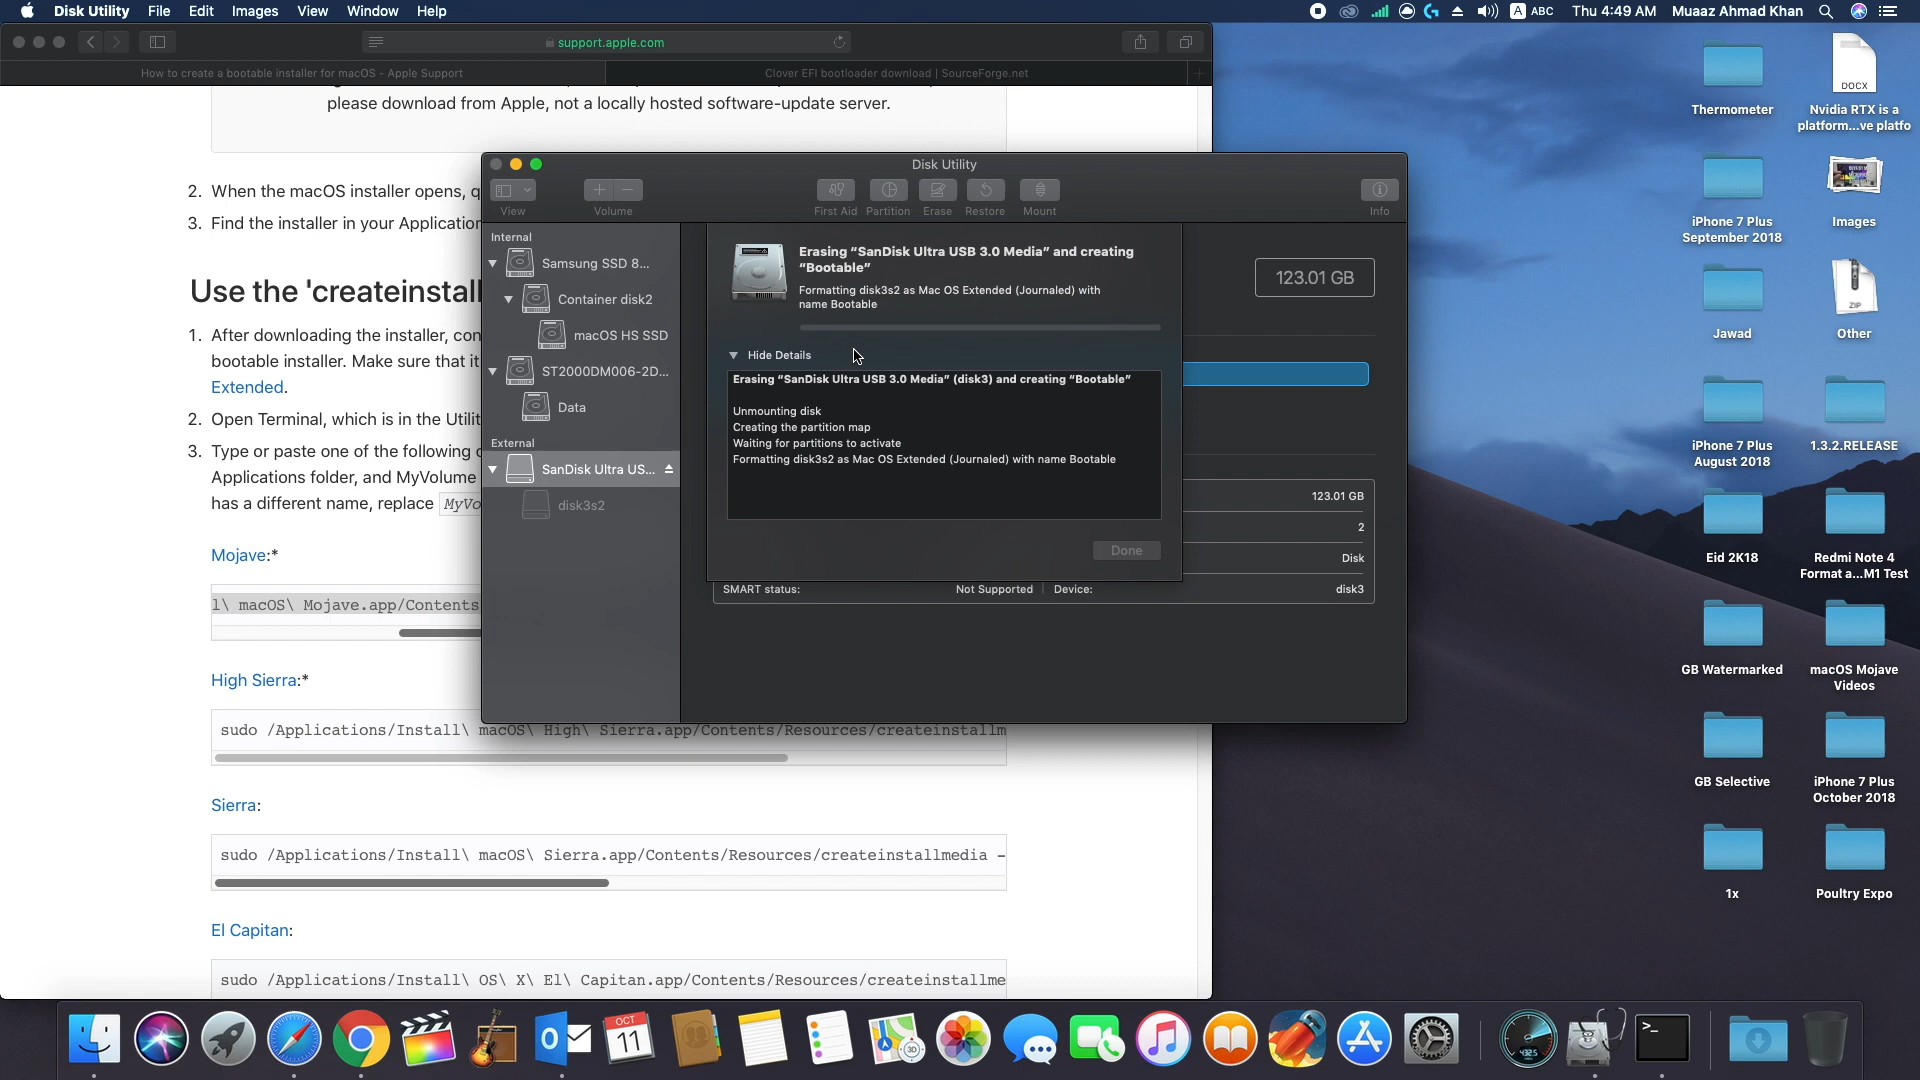 Disk Utility File Edit Images View Window Help
A ABC Thu 4:49 AM Muaaz Ahmad Khan
support.apple.com
How to create a bootable installer for macOS - Apple Support
Clover EFI bootloader download | SourceForge.net
please download from Apple, not a locally hosted software-update server.
2. When the macOS installer opens, q
3. Find the installer in your Application
Use the 'createinstall
1. After downloading the installer, con
bootable installer. Make sure that it
Extended.
2. Open Terminal, which is in the Utilit
3. Type or paste one of the following c
Applications folder, and MyVolume
has a different name, replace MyVo
Mojave:*
l\ macOS\ Mojave.app/Contents
High Sierra:*
sudo /Applications/Install\ macOS\ High\ Sierra.app/Contents/Resources/createinstallm
Sierra:
sudo /Applications/Install\ macOS\ Sierra.app/Contents/Resources/createinstallmedia -
El Capitan:
sudo /Applications/Install\ OS\ X\ El\ Capitan.app/Contents/Resources/createinstallme
Disk Utility
View
Volume
First Aid
Partition
Erase
Restore
Mount
Info
Internal
Samsung SSD 8...
Container disk2
macOS HS SSD
ST2000DM006-2D...
Data
External
SanDisk Ultra US...
disk3s2
Erasing “SanDisk Ultra USB 3.0 Media” and creating
“Bootable”
Formatting disk3s2 as Mac OS Extended (Journaled) with
name Bootable
Hide Details
Erasing “SanDisk Ultra USB 3.0 Media” (disk3) and creating “Bootable”
Unmounting disk
Creating the partition map
Waiting for partitions to activate
Formatting disk3s2 as Mac OS Extended (Journaled) with name Bootable
Done
123.01 GB
123.01 GB
2
Disk
SMART status: Not Supported Device: disk3
Thermometer
DOCX
Nvidia RTX is a
platform...ve platfo
iPhone 7 Plus
September 2018
Images
Jawad
ZIP
Other
iPhone 7 Plus
August 2018
1.3.2.RELEASE
Eid 2K18
Redmi Note 4
Format a...M1 Test
GB Watermarked
macOS Mojave
Videos
GB Selective
iPhone 7 Plus
October 2018
1x
Poultry Expo
OCT
11
3D
432.5
>_